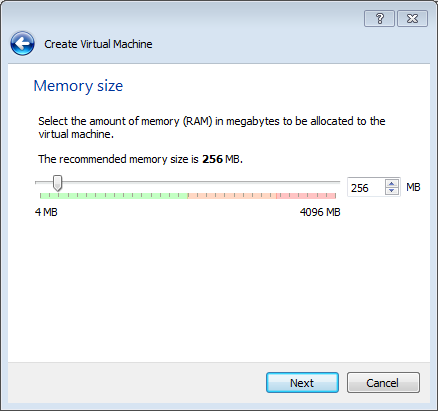 ?
Create Virtual Machine
Memory size
Select the amount of memory (RAM) in megabytes to be allocated to the
virtual machine.
The recommended memory size is 256 MB.
256 MB
4 MB 4096 MB
Next Cancel